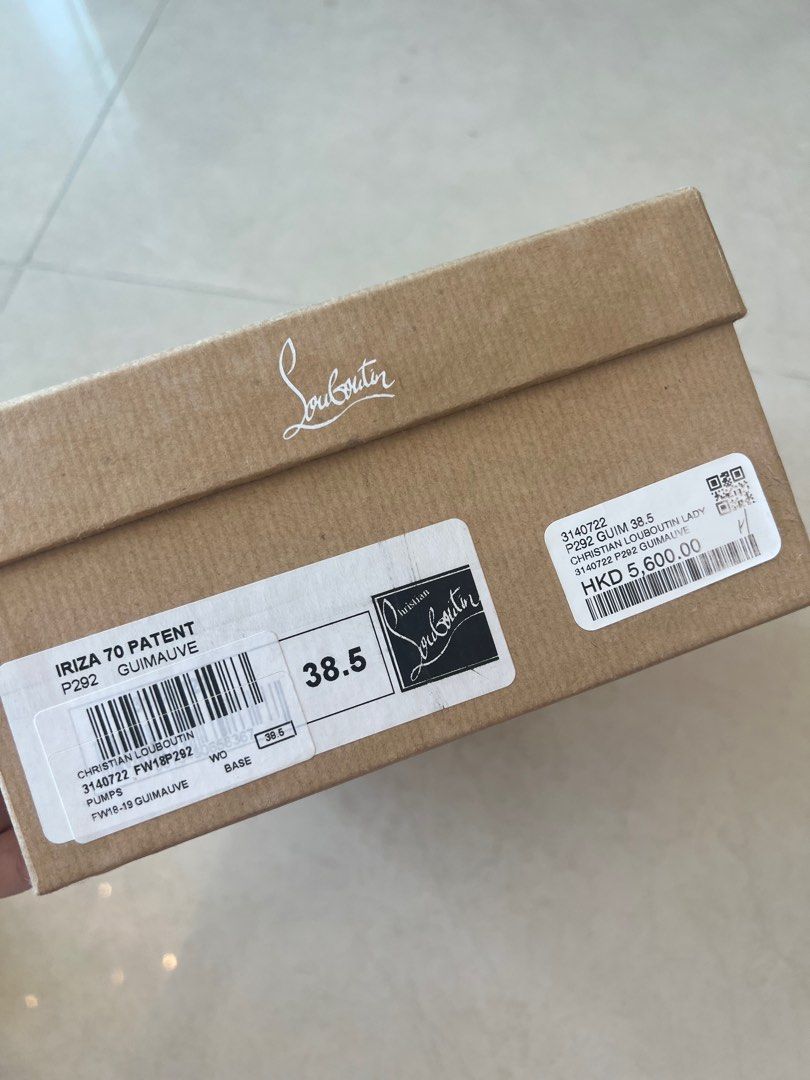 Louboutin
IRIZA 70 PATENT
P292 GUIMAUVE
38.5
Christian
Louboutin
CHRISTIAN LOUBOUTIN
3140722 FW18P292 WO 38.5
PUMPS BASE
FW18-19 GUIMAUVE
3140722
P292 GUIM 38.5
CHRISTIAN LOUBOUTIN LADY
3140722 P292 GUIMAUVE
HKD 5,600.00